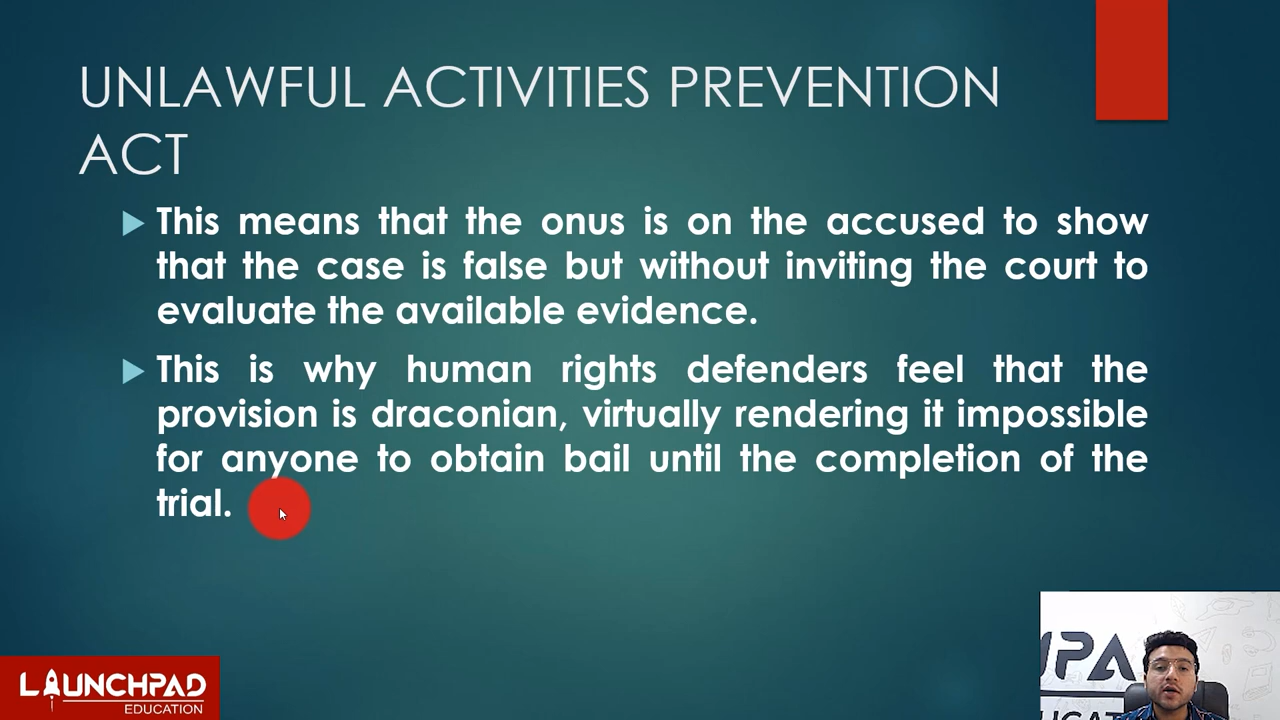 UNLAWFUL ACTIVITIES PREVENTION
ACT
This means that the onus is on the accused to show
that the case is false but without inviting the court to
evaluate the available evidence.
This is why human rights defenders feel that the
provision is draconian, virtually rendering it impossible
for anyone to obtain bail until the completion of the
trial.
LAUNCHPAD
EDUCATION